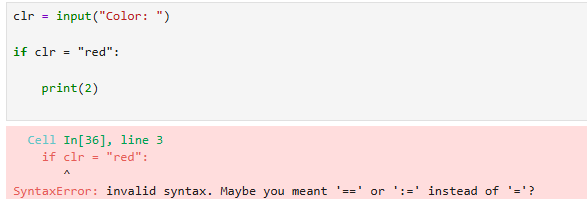 clr = input("Color: ")
if clr = "red":
    print(2)
Cell In[36], line 3
    if clr = "red":
       ^
SyntaxError: invalid syntax. Maybe you meant '==' or ':=' instead of '='?